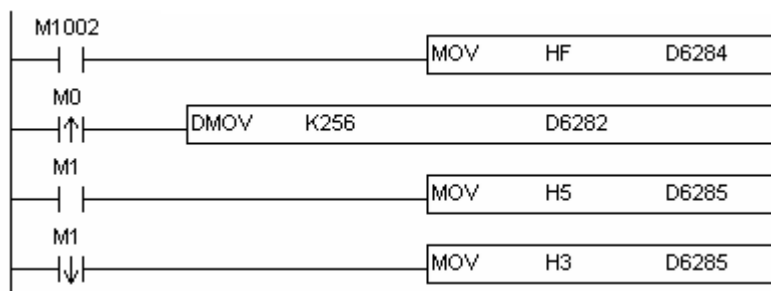 M1002
MOV HF D6284
M0
DMOV K256 D6282
M1
MOV H5 D6285
M1
MOV H3 D6285